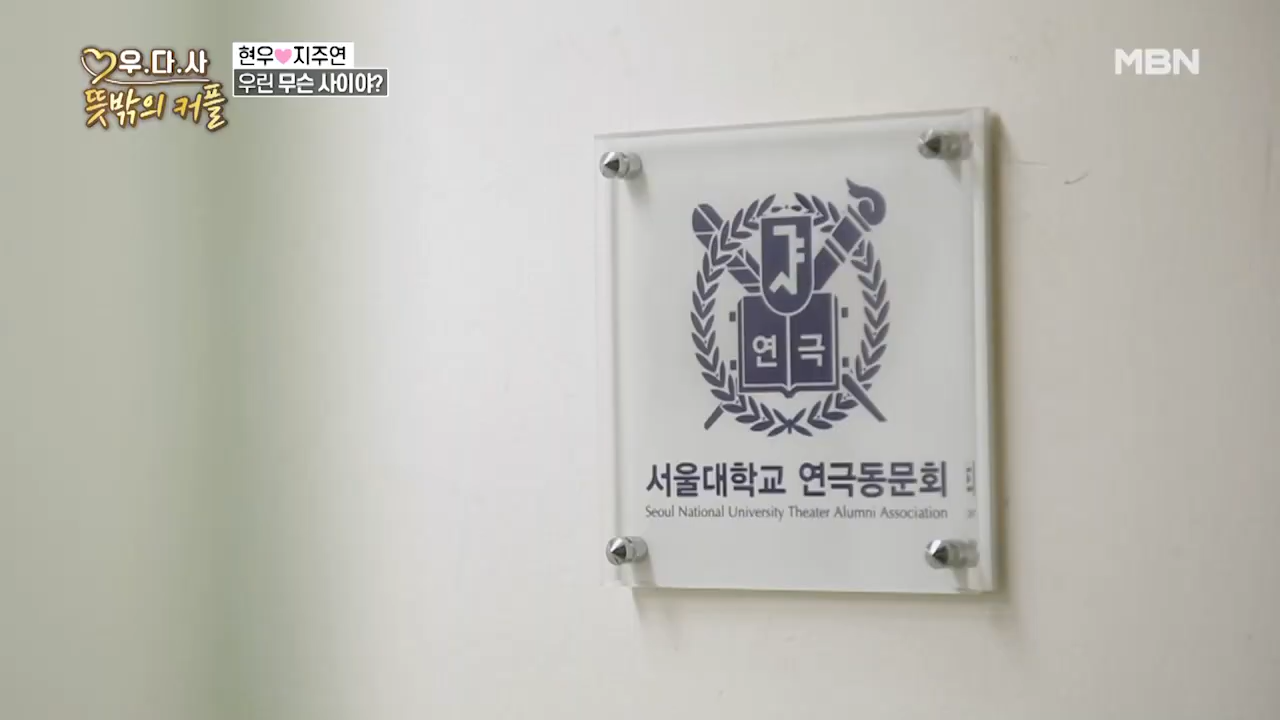 우.다.사
뜻밖의 커플
현우♥지주연
우린 무슨 사이야?
MBN
연극
서울대학교 연극동문회
Seoul National University Theater Alumni Association